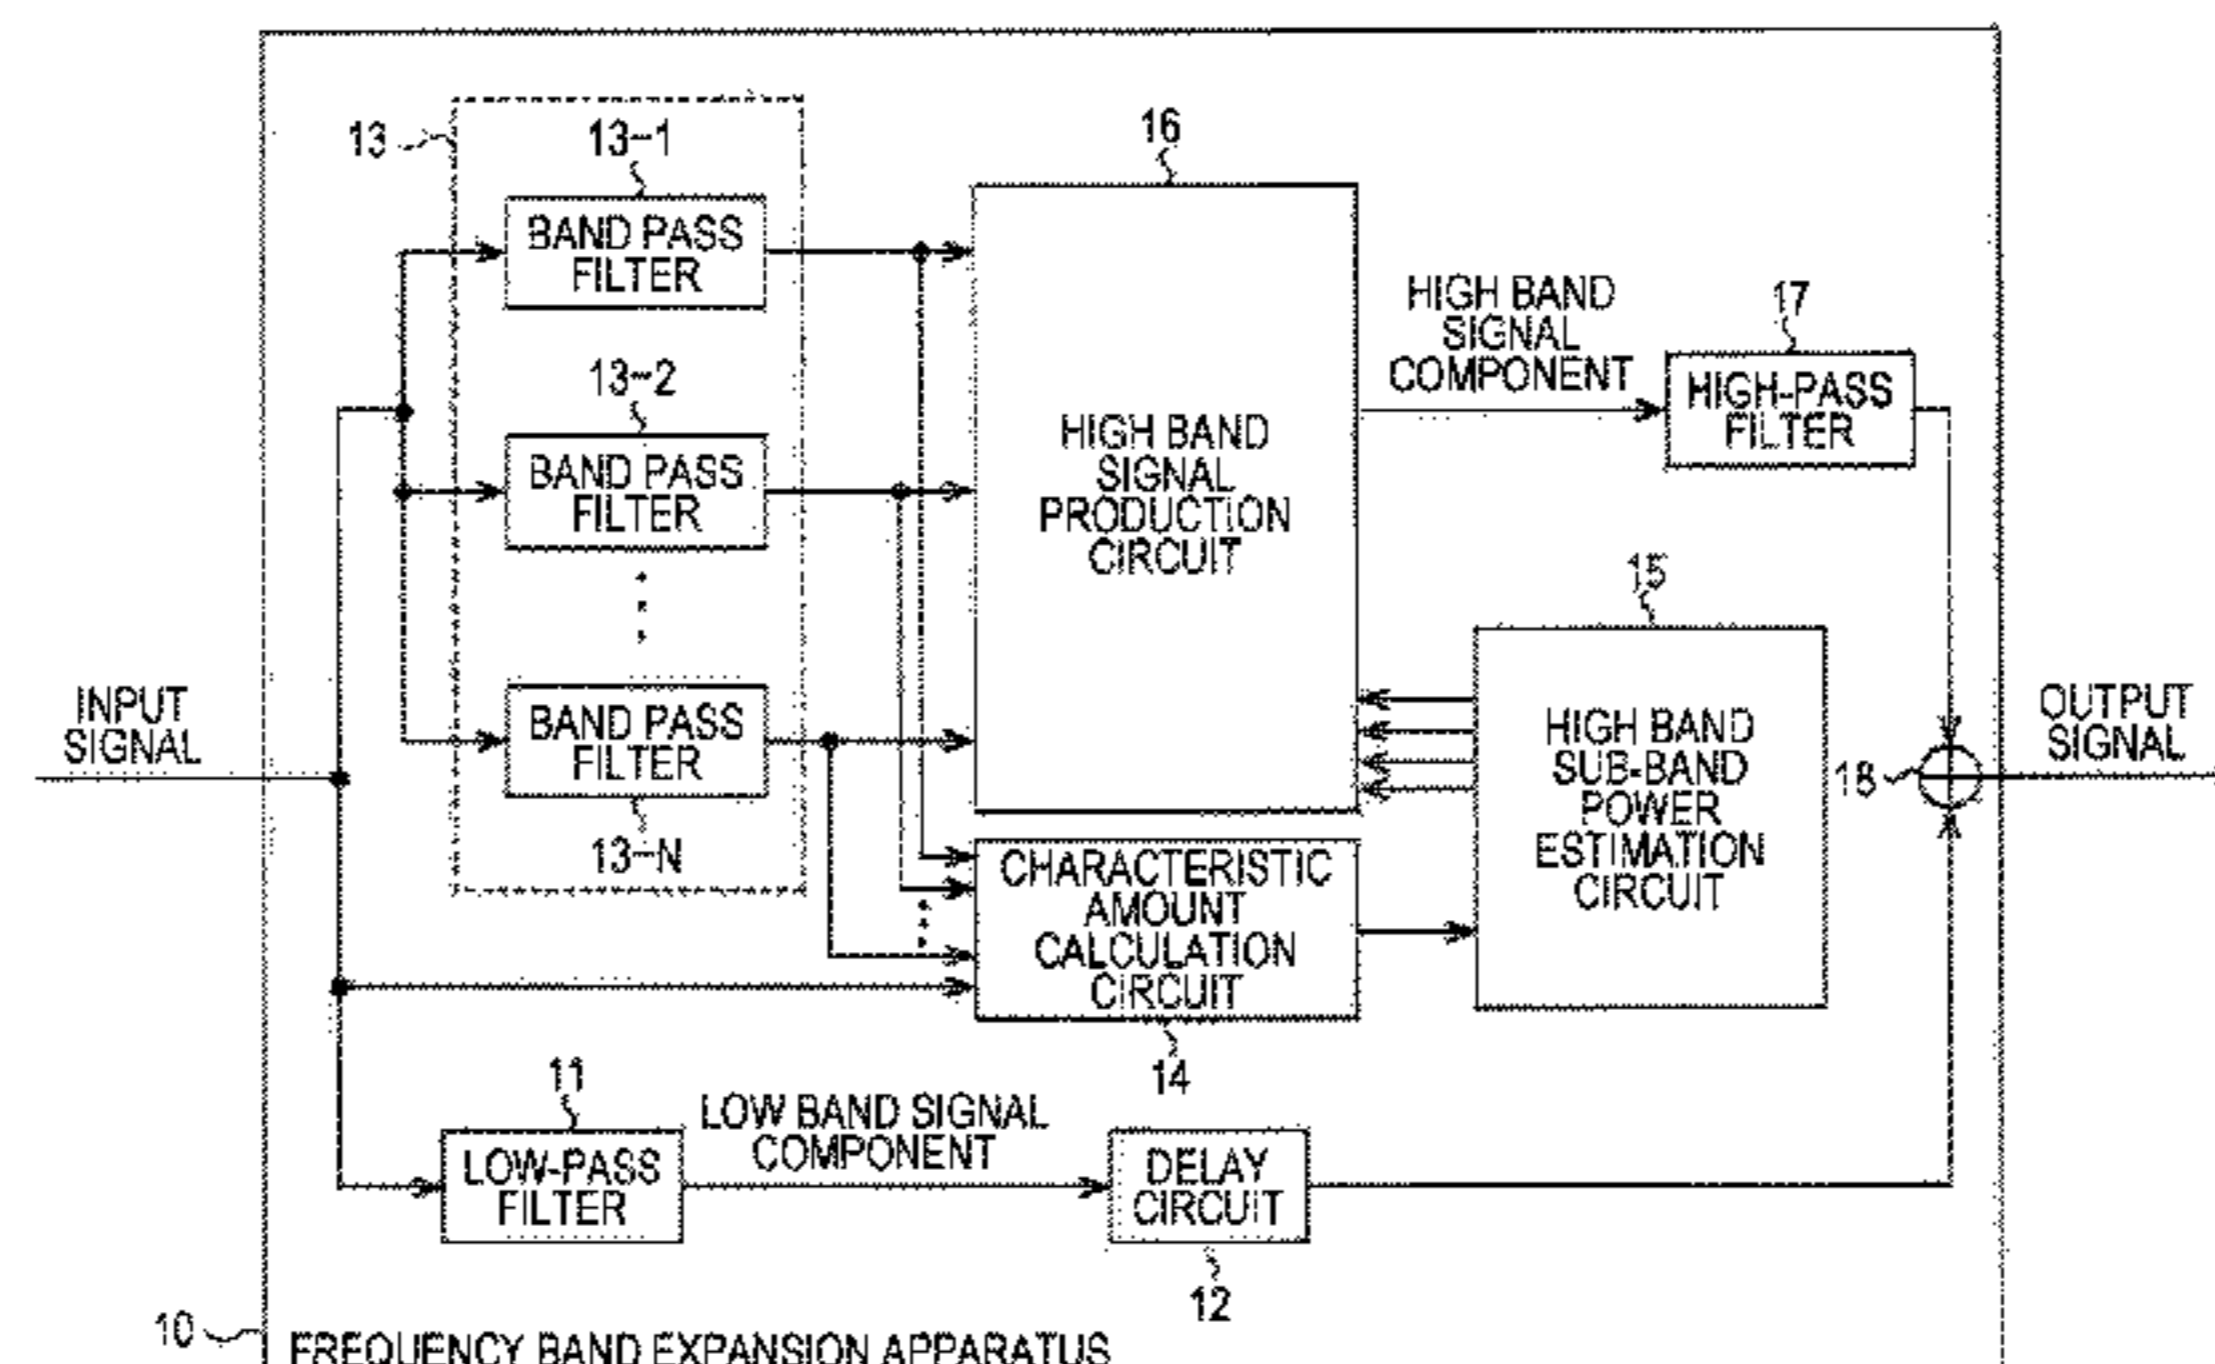 13
13-1
BAND PASS
FILTER
13-2
BAND PASS
FILTER
BAND PASS
FILTER
13-N
16
HIGH BAND
SIGNAL
PRODUCTION
CIRCUIT
HIGH BAND
SIGNAL
COMPONENT
17
HIGH-PASS
FILTER
15
HIGH BAND
SUB-BAND
POWER
ESTIMATION
CIRCUIT
INPUT
SIGNAL
18
OUTPUT
SIGNAL
CHARACTERISTIC
AMOUNT
CALCULATION
CIRCUIT
14
11
LOW-PASS
FILTER
LOW BAND SIGNAL
COMPONENT
DELAY
CIRCUIT
12
10
FREQUENCY BAND EXPANSION APPARATUS